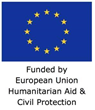 Funded by
European Union
Humanitarian Aid &
Civil Protection